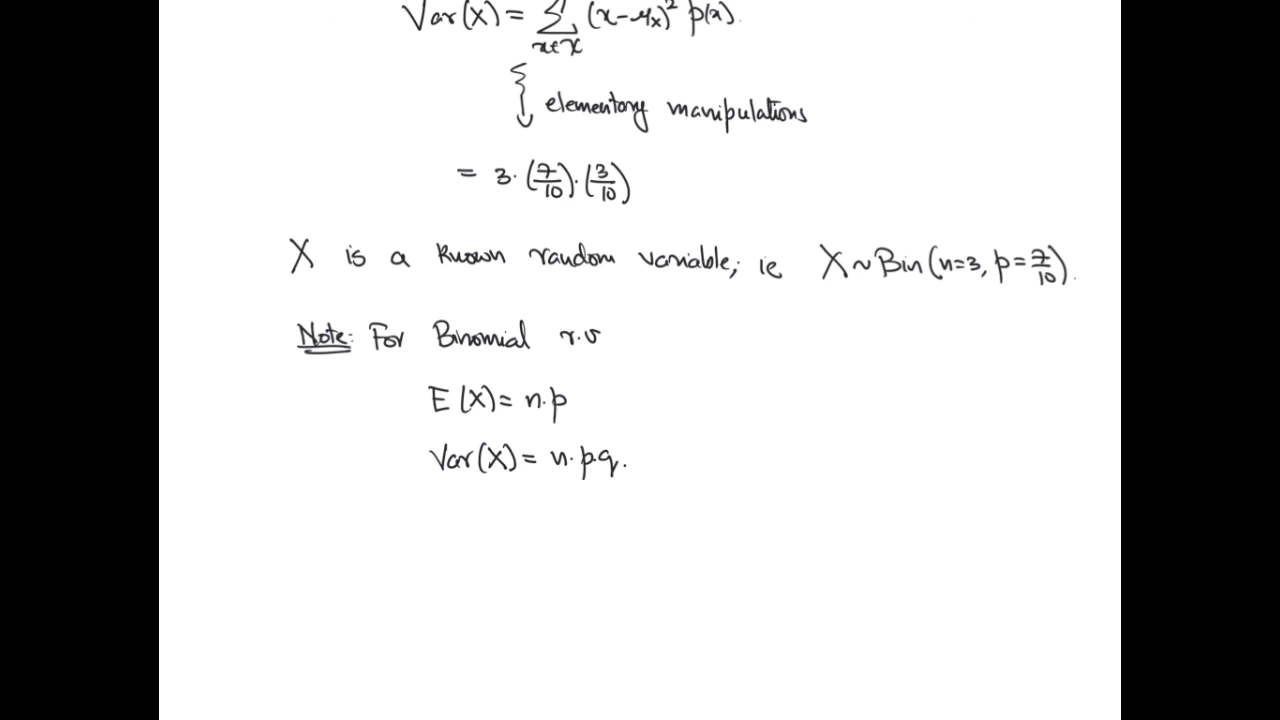 Var(X) = Σ_{x∈𝒳} (x-μ_X)² p(x).
elementary manipulations
= 3·(7/10)·(3/10)
X is a known random variable, ie X ~ Bin(n=3, p=7/10).
Note: For Binomial r.v
E(X) = n.p
Var(X) = n.pq.